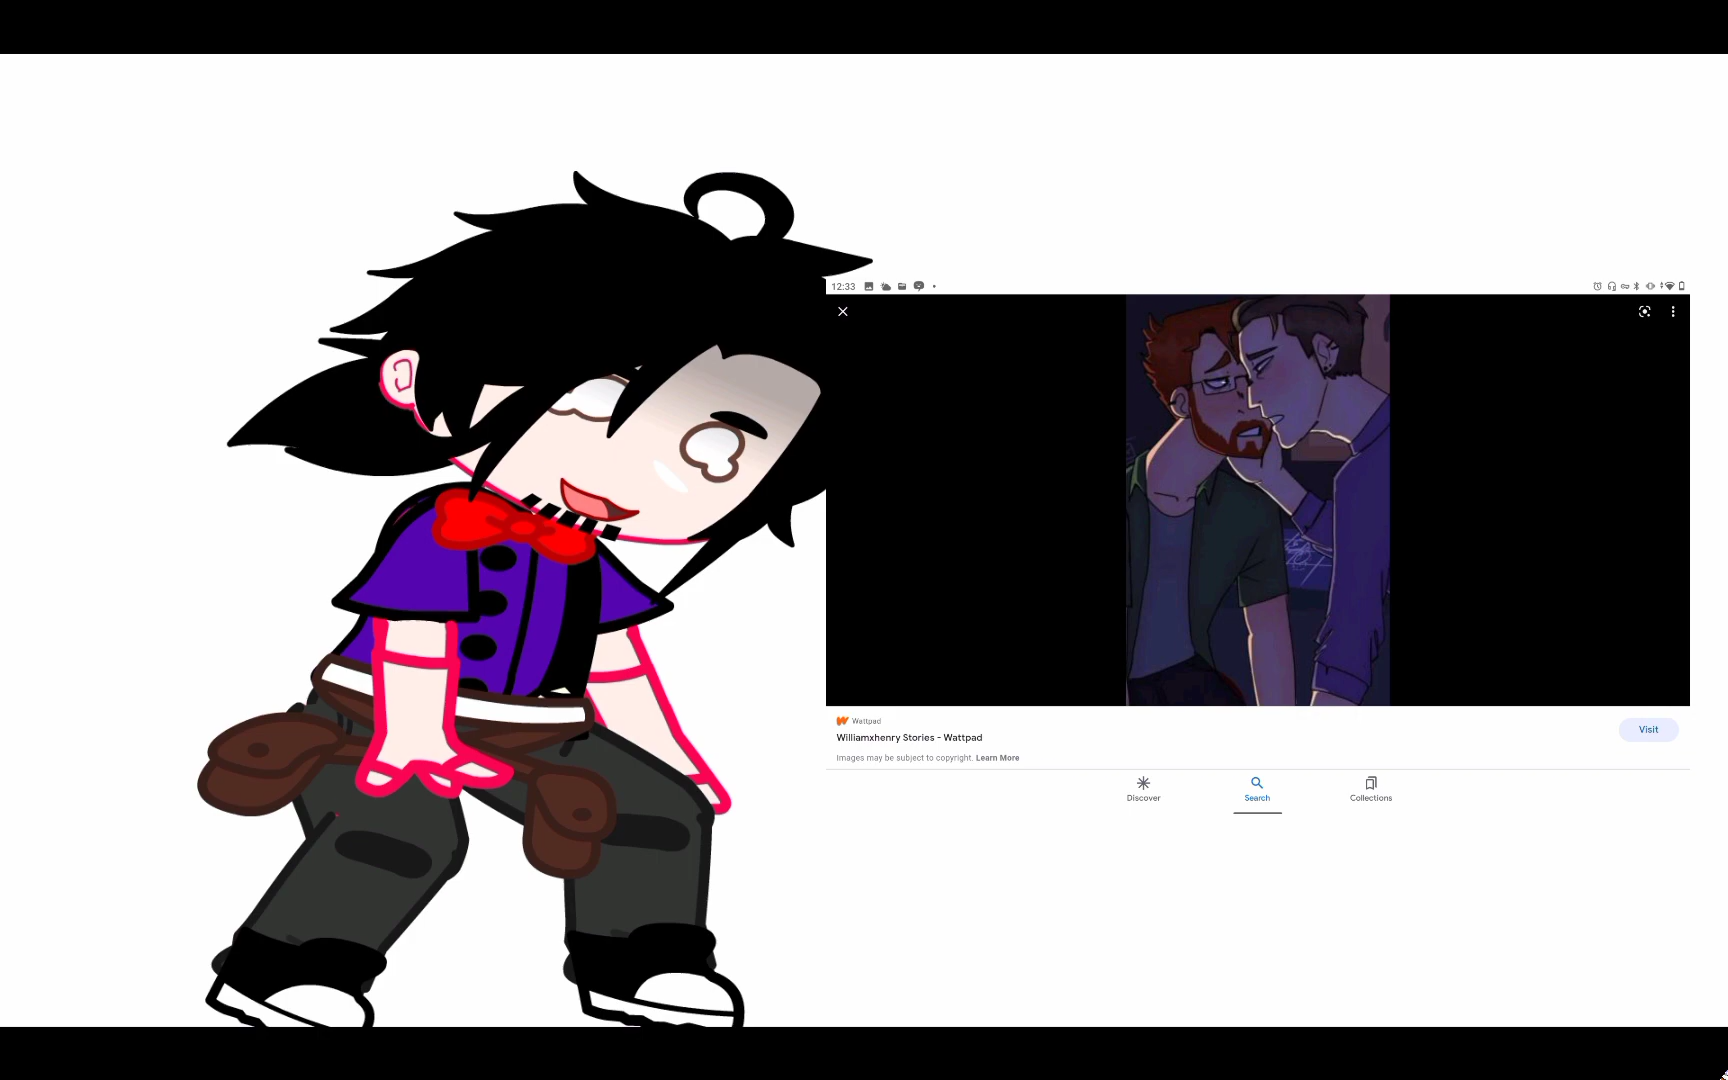 12:33
Wattpad
Williamxhenry Stories - Wattpad
Visit
Images may be subject to copyright. Learn More
Discover
Search
Collections